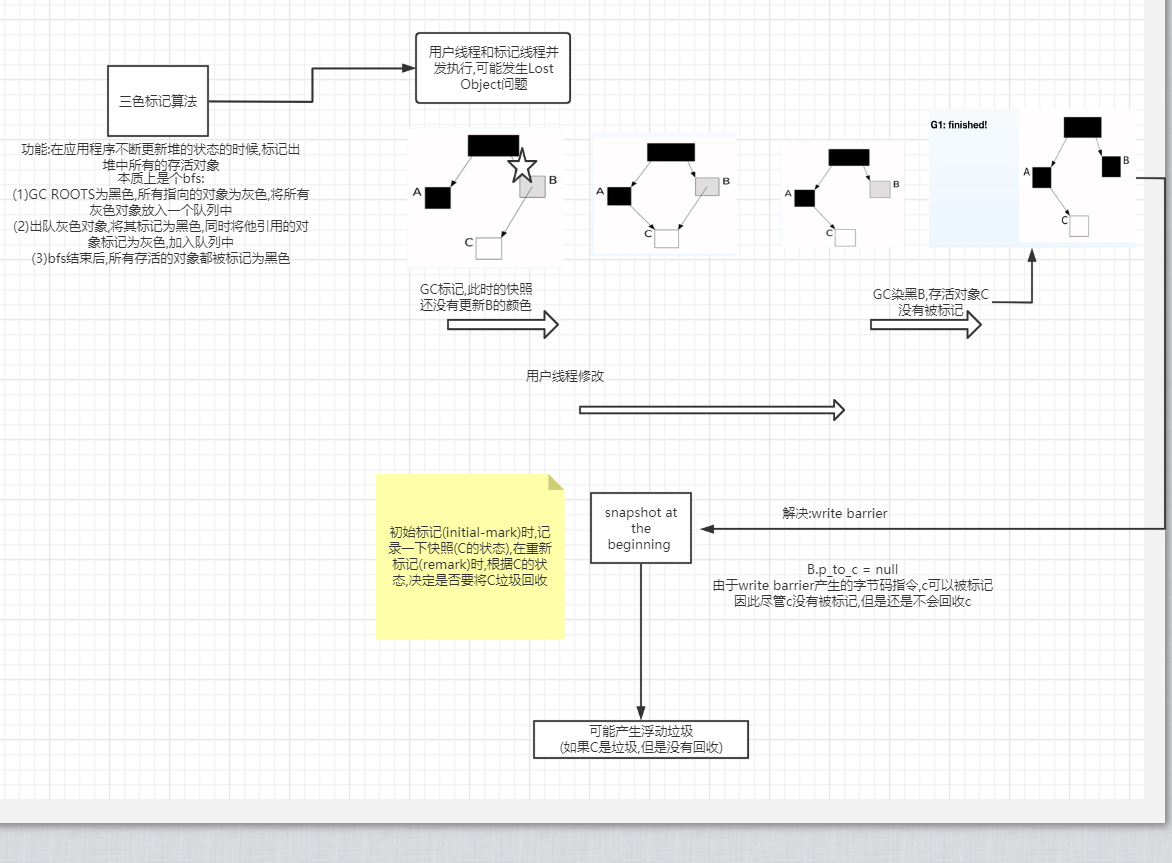 用户线程和标记线程并
发执行,可能发生Lost
Object问题
三色标记算法
功能:在应用程序不断更新堆的状态的时候,标记出
堆中所有的存活对象
本质上是个bfs:
(1)GC ROOTS为黑色,所有指向的对象为灰色,将所有
灰色对象放入一个队列中
(2)出队灰色对象,将其标记为黑色,同时将他引用的对
象标记为灰色,加入队列中
(3)bfs结束后,所有存活的对象都被标记为黑色
A
B
C
A
B
C
A
B
C
G1: finished!
A
B
C
GC标记,此时的快照
还没有更新B的颜色
GC染黑B,存活对象C
没有被标记
用户线程修改
初始标记(initial-mark)时,记
录一下快照(C的状态),在重新
标记(remark)时,根据C的状
态,决定是否要将C垃圾回收
snapshot at
the
beginning
解决:write barrier
B.p_to_c = null
由于write barrier产生的字节码指令,c可以被标记
因此尽管c没有被标记,但是还是不会回收c
可能产生浮动垃圾
(如果C是垃圾,但是没有回收)